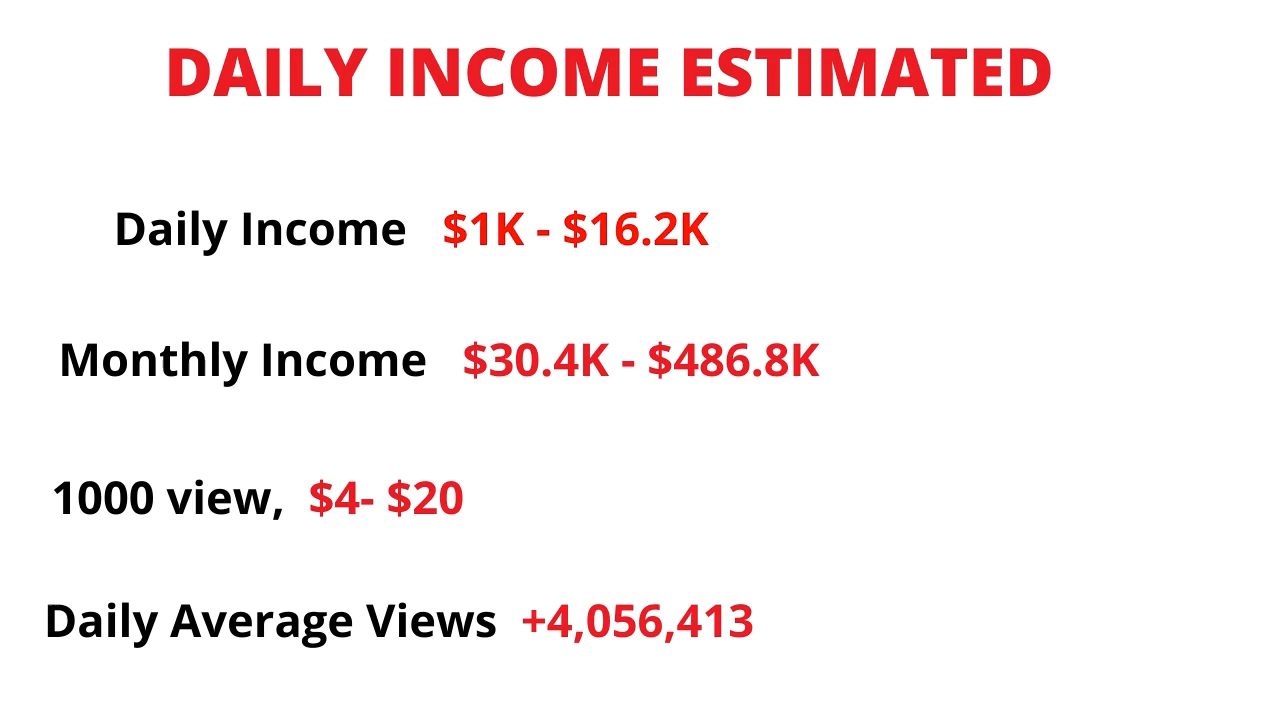 DAILY INCOME ESTIMATED
Daily Income $1K - $16.2K
Monthly Income $30.4K - $486.8K
1000 view, $4- $20
Daily Average Views +4,056,413